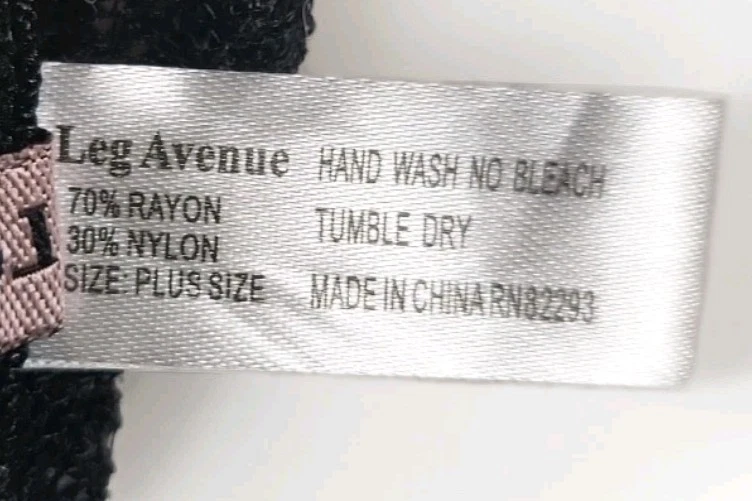 Leg Avenue
70% RAYON
30% NYLON
SIZE: PLUS SIZE
HAND WASH NO BLEACH
TUMBLE DRY
MADE IN CHINA RN82293